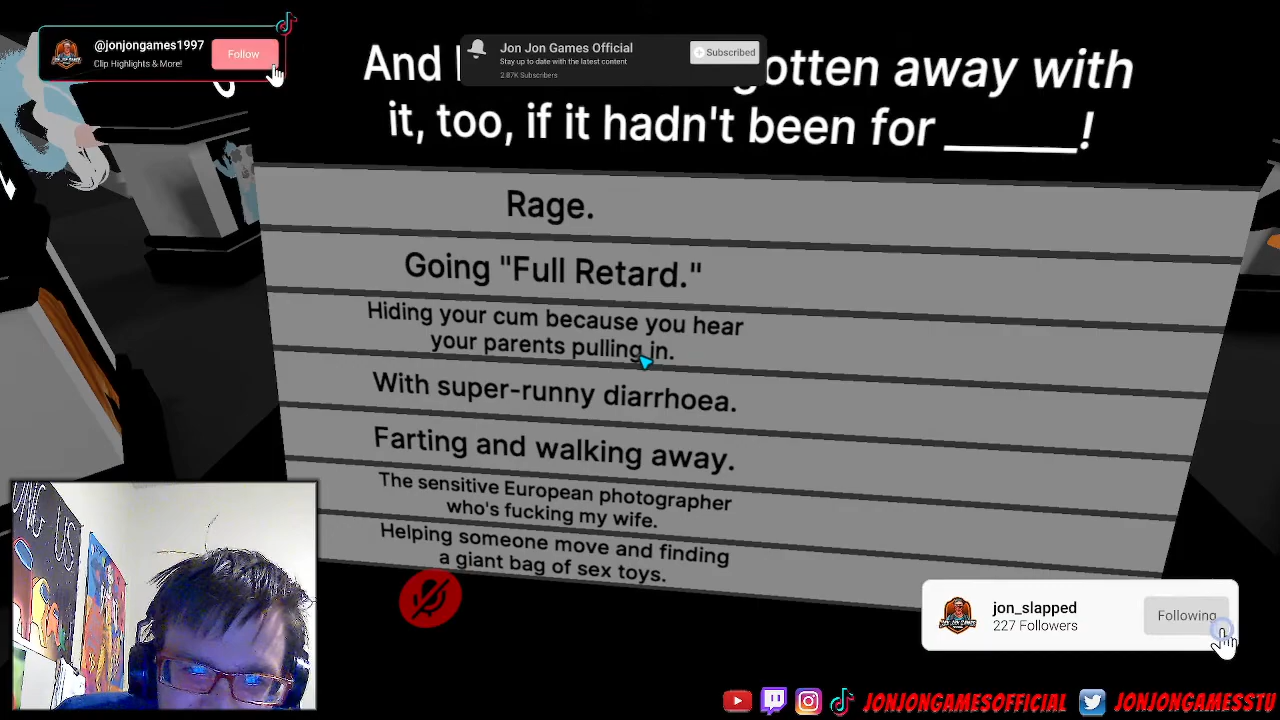 @jonjongames1997
Clip Highlights & More!
Follow
Jon Jon Games Official
Stay up to date with the latest content
2.87K Subscribers
Subscribed
And otten away with
it, too, if it hadn't been for _____!
Rage.
Going "Full Retard."
Hiding your cum because you hear
your parents pulling in.
With super-runny diarrhoea.
Farting and walking away.
The sensitive European photographer
who's fucking my wife.
Helping someone move and finding
a giant bag of sex toys.
jon_slapped
227 Followers
Following
JONJONGAMESOFFICIAL
JONJONGAMESSTU